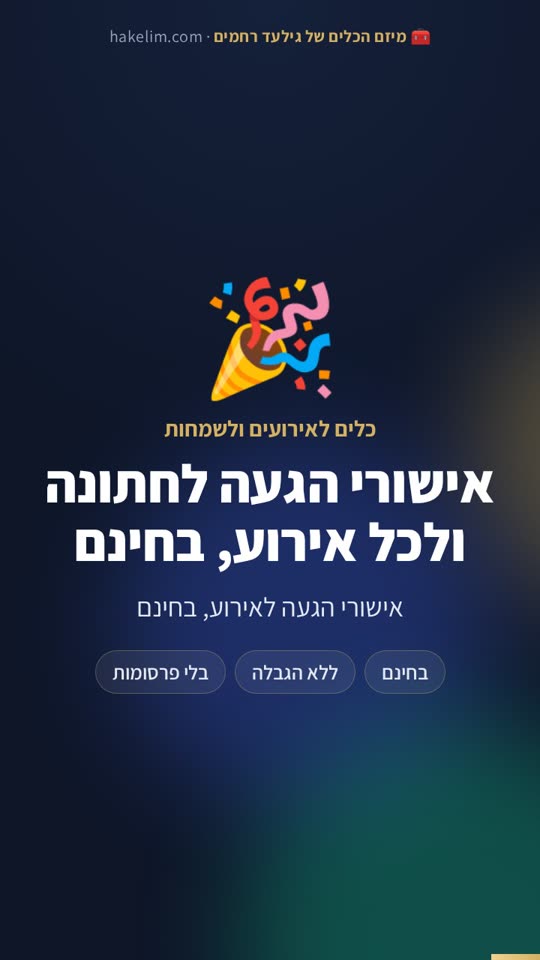 🧰 מיזם הכלים של גילעד רחמים · hakelim.com
כלים לאירועים ולשמחות
אישורי הגעה לחתונה
ולכל אירוע, בחינם
אישורי הגעה לאירוע, בחינם
בחינם
ללא הגבלה
בלי פרסומות